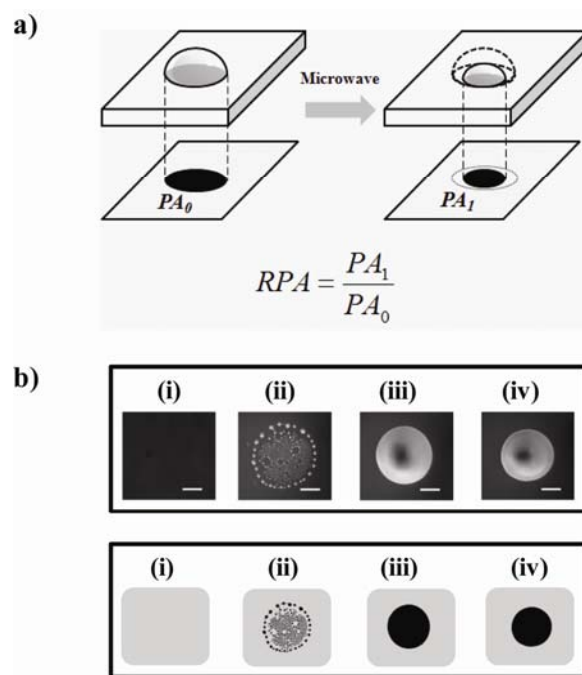 a)
Microwave
PA₀ PA₁
RPA = PA₁ / PA₀
b)
(i) (ii) (iii) (iv)
(i) (ii) (iii) (iv)